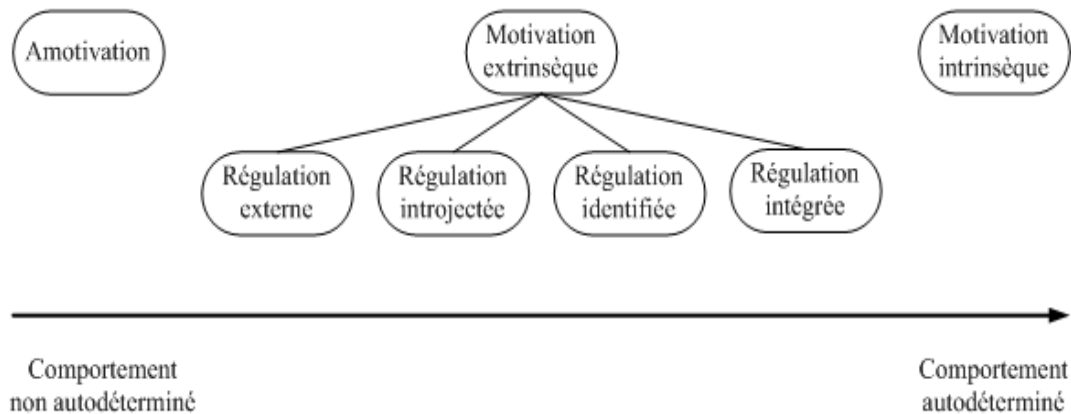 Amotivation
Motivation
extrinsèque
Motivation
intrinsèque
Régulation
externe
Régulation
introjectée
Régulation
identifiée
Régulation
intégrée
Comportement
non autodéterminé
Comportement
autodéterminé